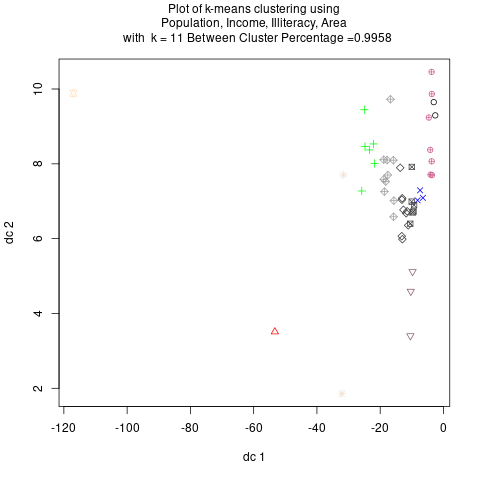 Plot of k-means clustering using
Population, Income, Illiteracy, Area
with k = 11 Between Cluster Percentage =0.9958
dc 2
10
8
6
4
2
-120
-100
-80
-60
-40
-20
0
dc 1